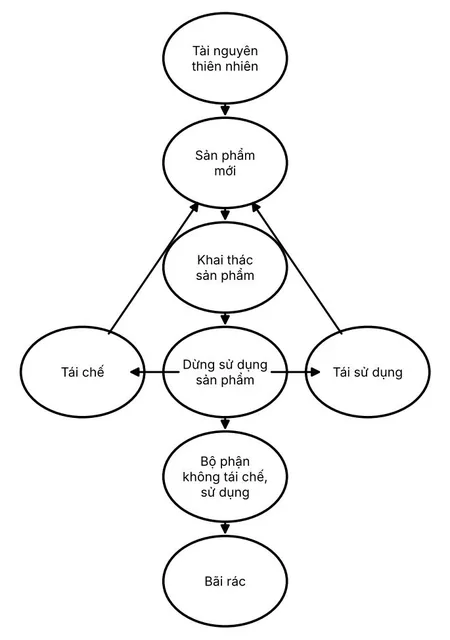 Tài nguyên
thiên nhiên
Sản phẩm
mới
Khai thác
sản phẩm
Tái chế
Dừng sử dụng
sản phẩm
Tái sử dụng
Bộ phận
không tái chế,
sử dụng
Bãi rác